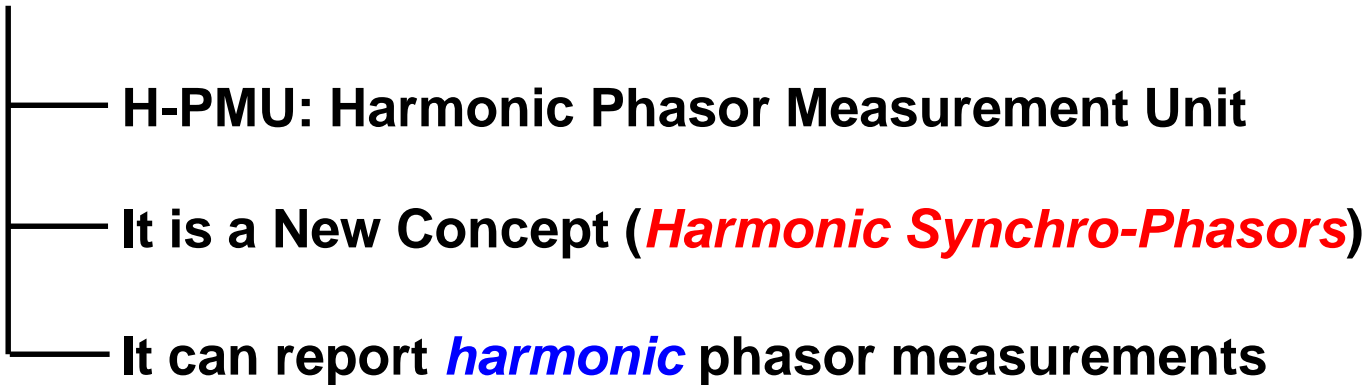 H-PMU: Harmonic Phasor Measurement Unit
It is a New Concept (Harmonic Synchro-Phasors)
It can report harmonic phasor measurements